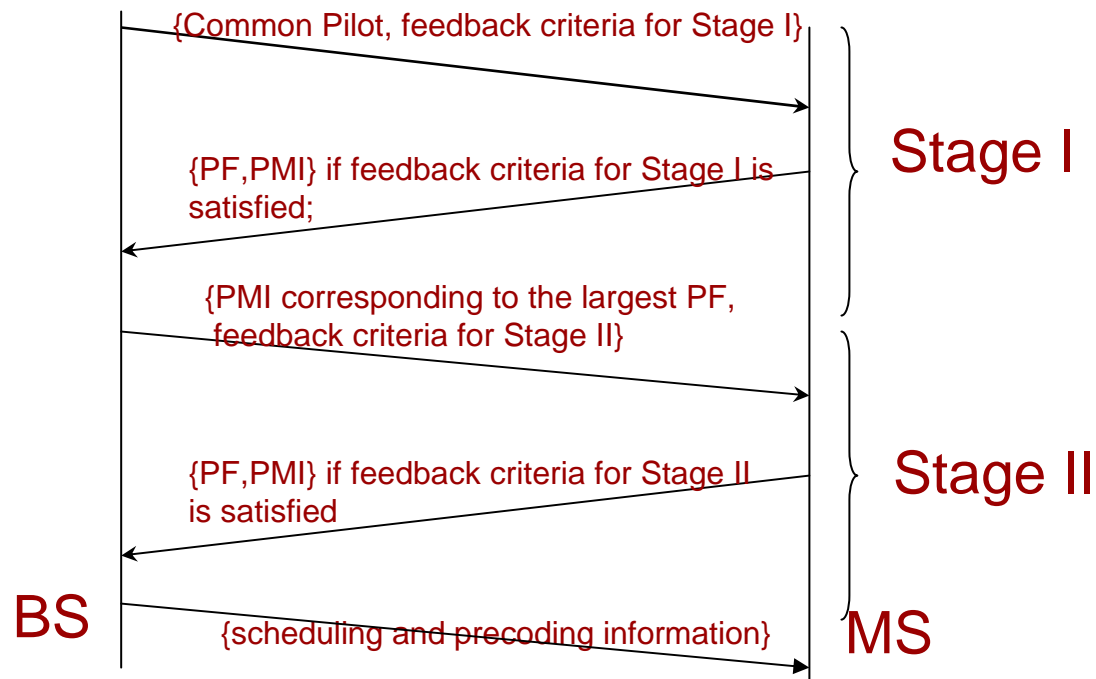 {Common Pilot, feedback criteria for Stage I}
Stage I
{PF,PMI} if feedback criteria for Stage I is
satisfied;
{PMI corresponding to the largest PF,
feedback criteria for Stage II}
Stage II
{PF,PMI} if feedback criteria for Stage II
is satisfied
BS
{scheduling and precoding information}
MS